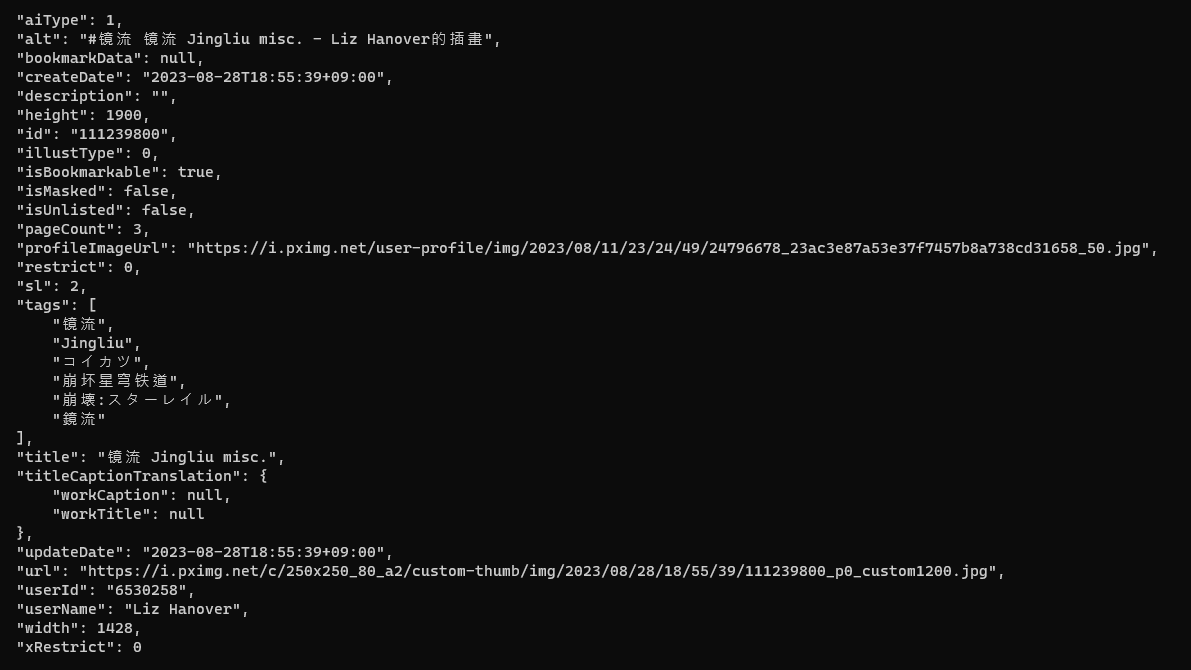 "aiType": 1,
"alt": "#镜流 镜流 Jingliu misc. - Liz Hanover的插畫",
"bookmarkData": null,
"createDate": "2023-08-28T18:55:39+09:00",
"description": "",
"height": 1900,
"id": "111239800",
"illustType": 0,
"isBookmarkable": true,
"isMasked": false,
"isUnlisted": false,
"pageCount": 3,
"profileImageUrl": "https://i.pximg.net/user-profile/img/2023/08/11/23/24/49/24796678_23ac3e87a53e37f7457b8a738cd31658_50.jpg",
"restrict": 0,
"sl": 2,
"tags": [
    "镜流",
    "Jingliu",
    "コイカツ",
    "崩坏星穹铁道",
    "崩壊:スターレイル",
    "鏡流"
],
"title": "镜流 Jingliu misc.",
"titleCaptionTranslation": {
    "workCaption": null,
    "workTitle": null
},
"updateDate": "2023-08-28T18:55:39+09:00",
"url": "https://i.pximg.net/c/250x250_80_a2/custom-thumb/img/2023/08/28/18/55/39/111239800_p0_custom1200.jpg",
"userId": "6530258",
"userName": "Liz Hanover",
"width": 1428,
"xRestrict": 0